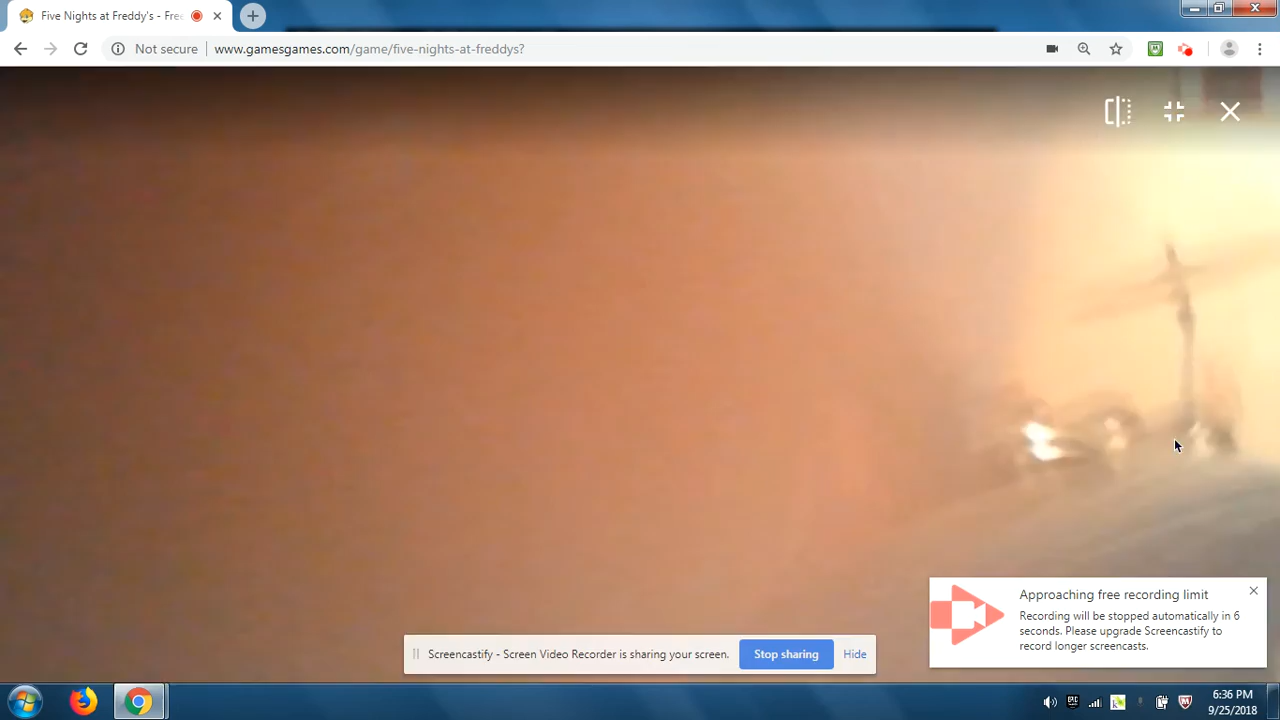 Five Nights at Freddy's - Fre
Not secure
www.gamesgames.com/game/five-nights-at-freddys?
Approaching free recording limit
Recording will be stopped automatically in 6
seconds. Please upgrade Screencastify to
record longer screencasts.
Screencastify - Screen Video Recorder is sharing your screen.
Stop sharing
Hide
6:36 PM
9/25/2018